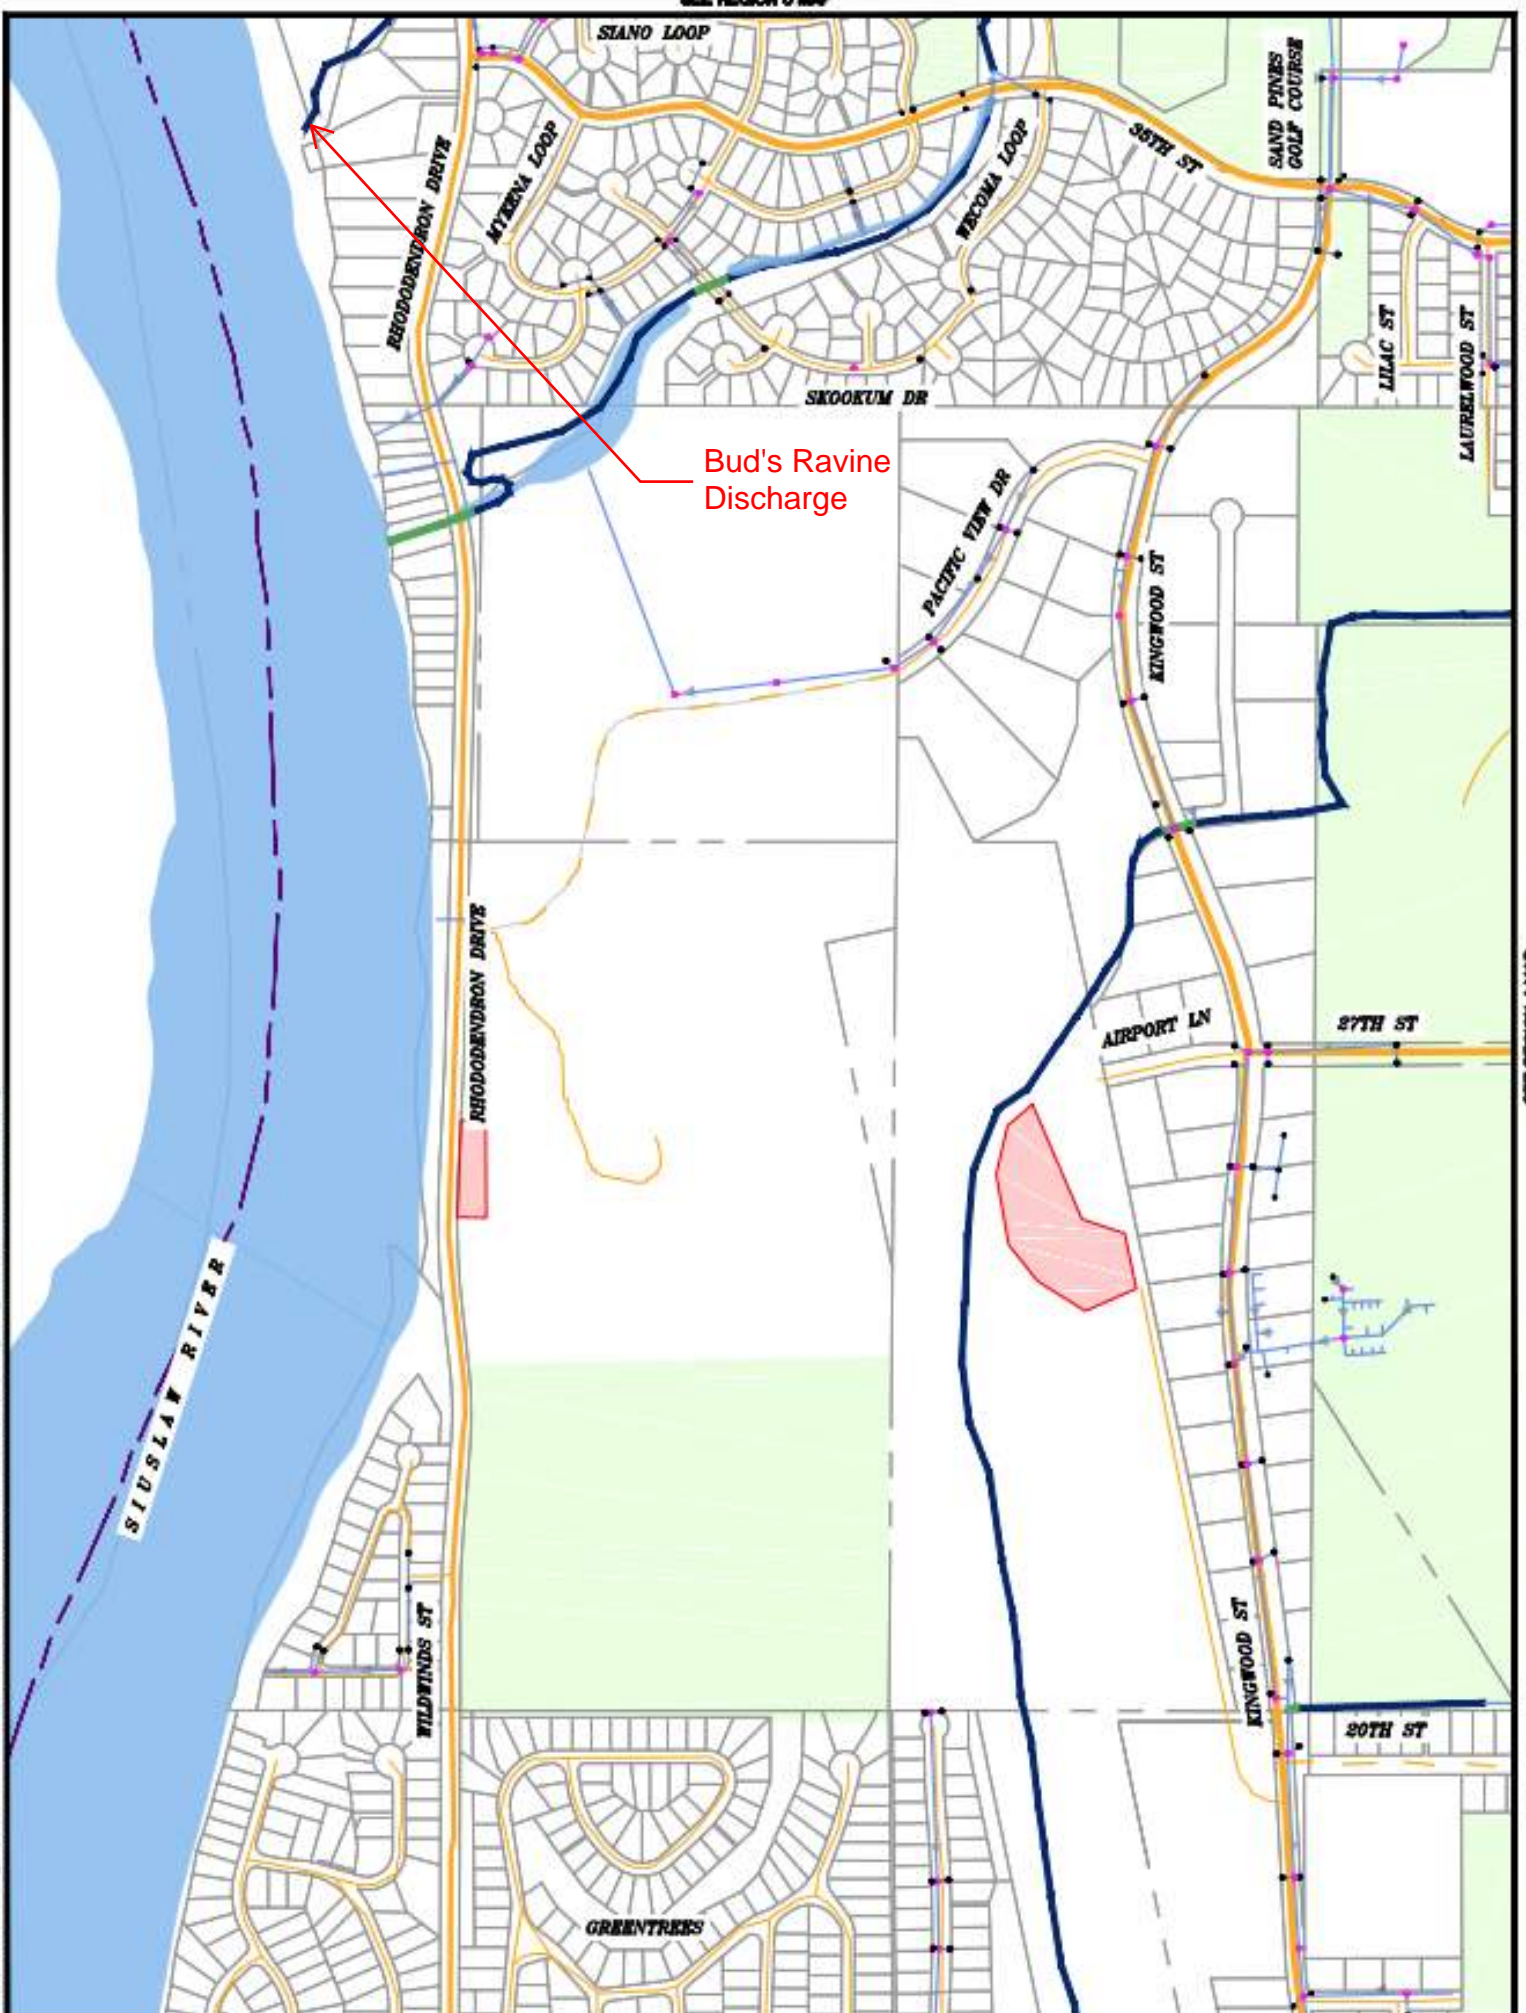 SIANO LOOP
SAND PINES
GOLF COURSE
35TH ST
RHODODENDRON DRIVE
MYKENA LOOP
WECOMA LOOP
LILAC ST
LAURELWOOD ST
SKOOKUM DR
Bud's Ravine
Discharge
PACIFIC VIEW DR
KINGWOOD ST
RHODODENDRON DRIVE
AIRPORT LN
27TH ST
SIUSLAW RIVER
WILDWINDS ST
KINGWOOD ST
20TH ST
GREENTREES